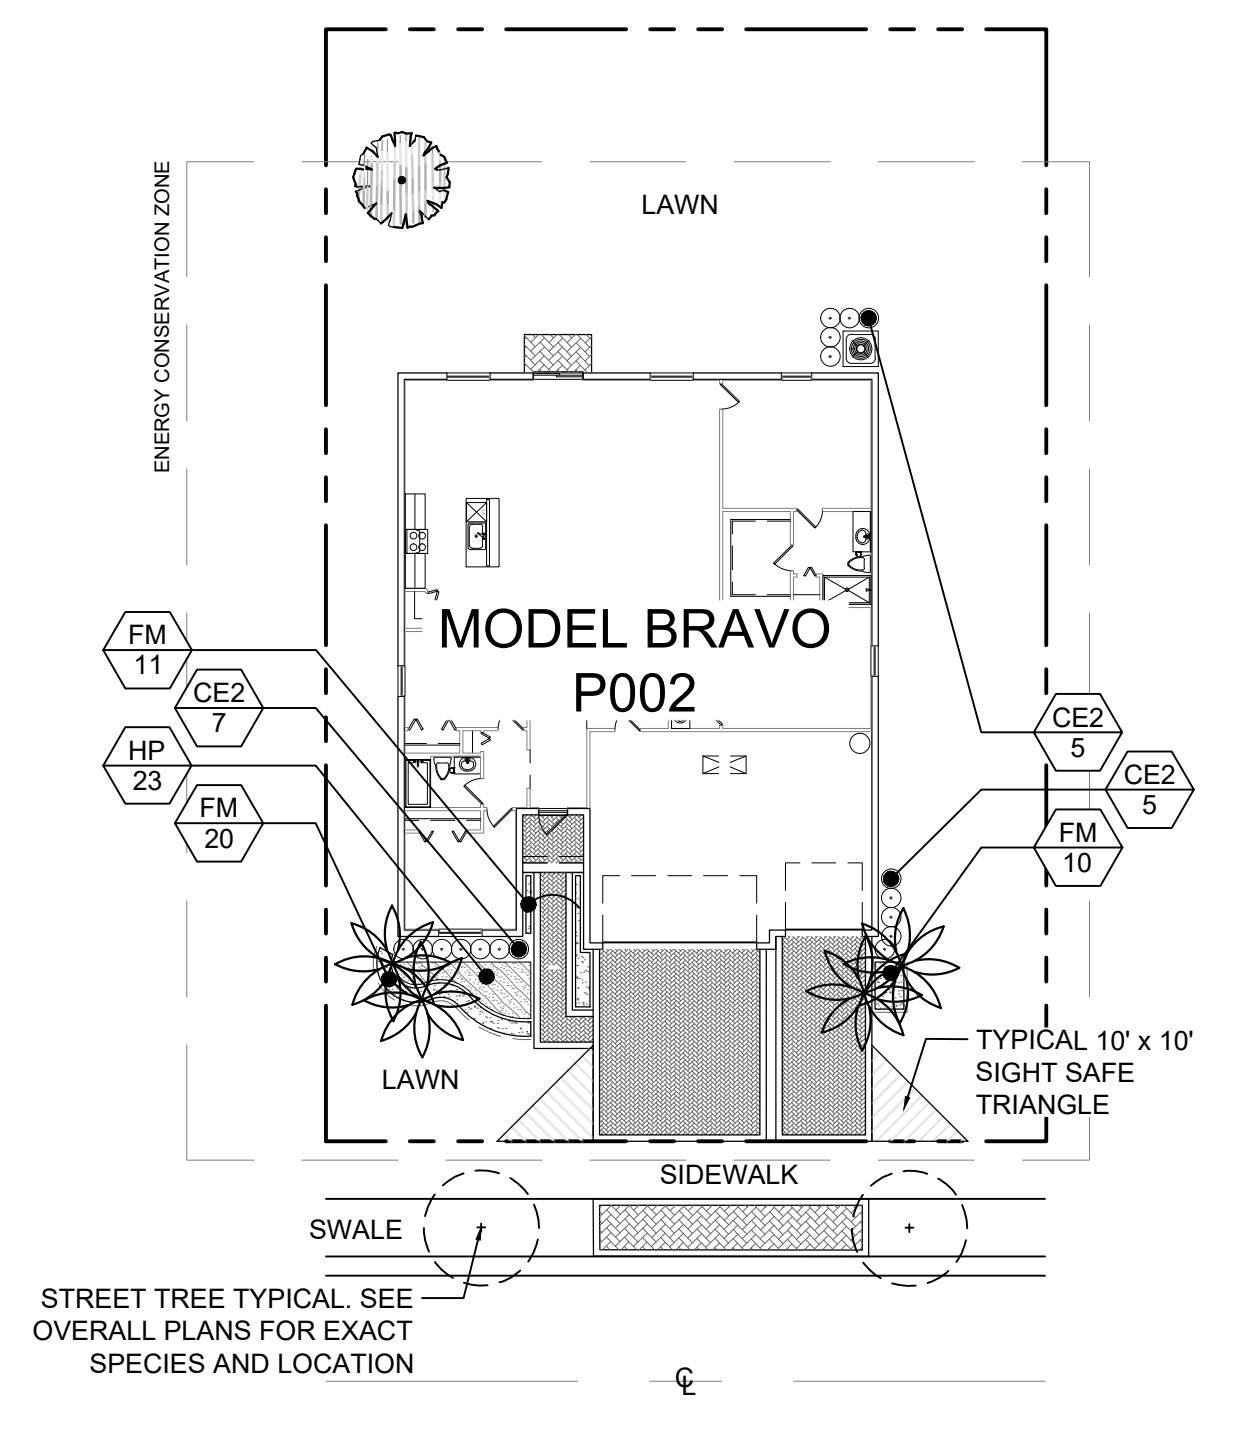 LAWN
ENERGY CONSERVATION ZONE
MODEL BRAVO
P002
FM
11
CE2
7
HP
23
FM
20
CE2
5
CE2
5
FM
10
TYPICAL 10' x 10'
SIGHT SAFE
TRIANGLE
LAWN
SIDEWALK
SWALE
STREET TREE TYPICAL. SEE
OVERALL PLANS FOR EXACT
SPECIES AND LOCATION
℄